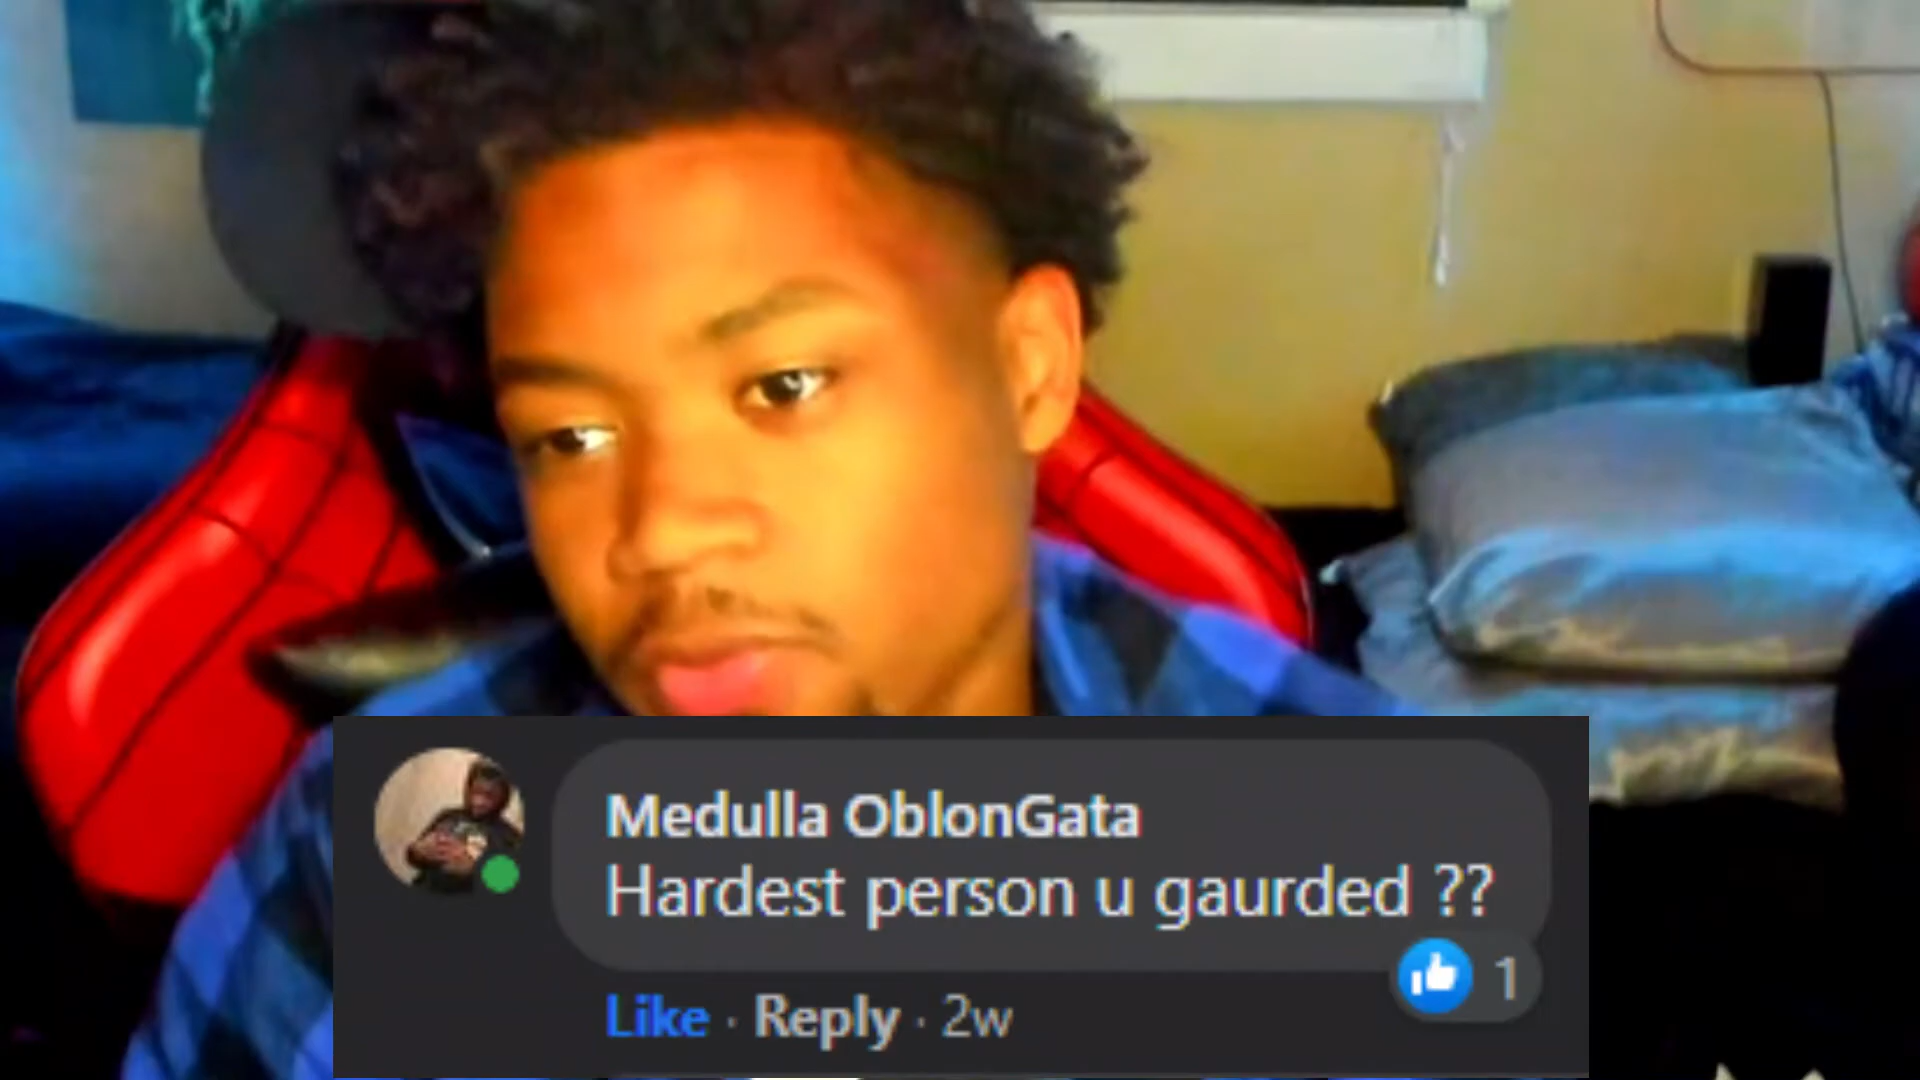 Medulla OblonGata
Hardest person u gaurded ??
1
Like · Reply · 2w